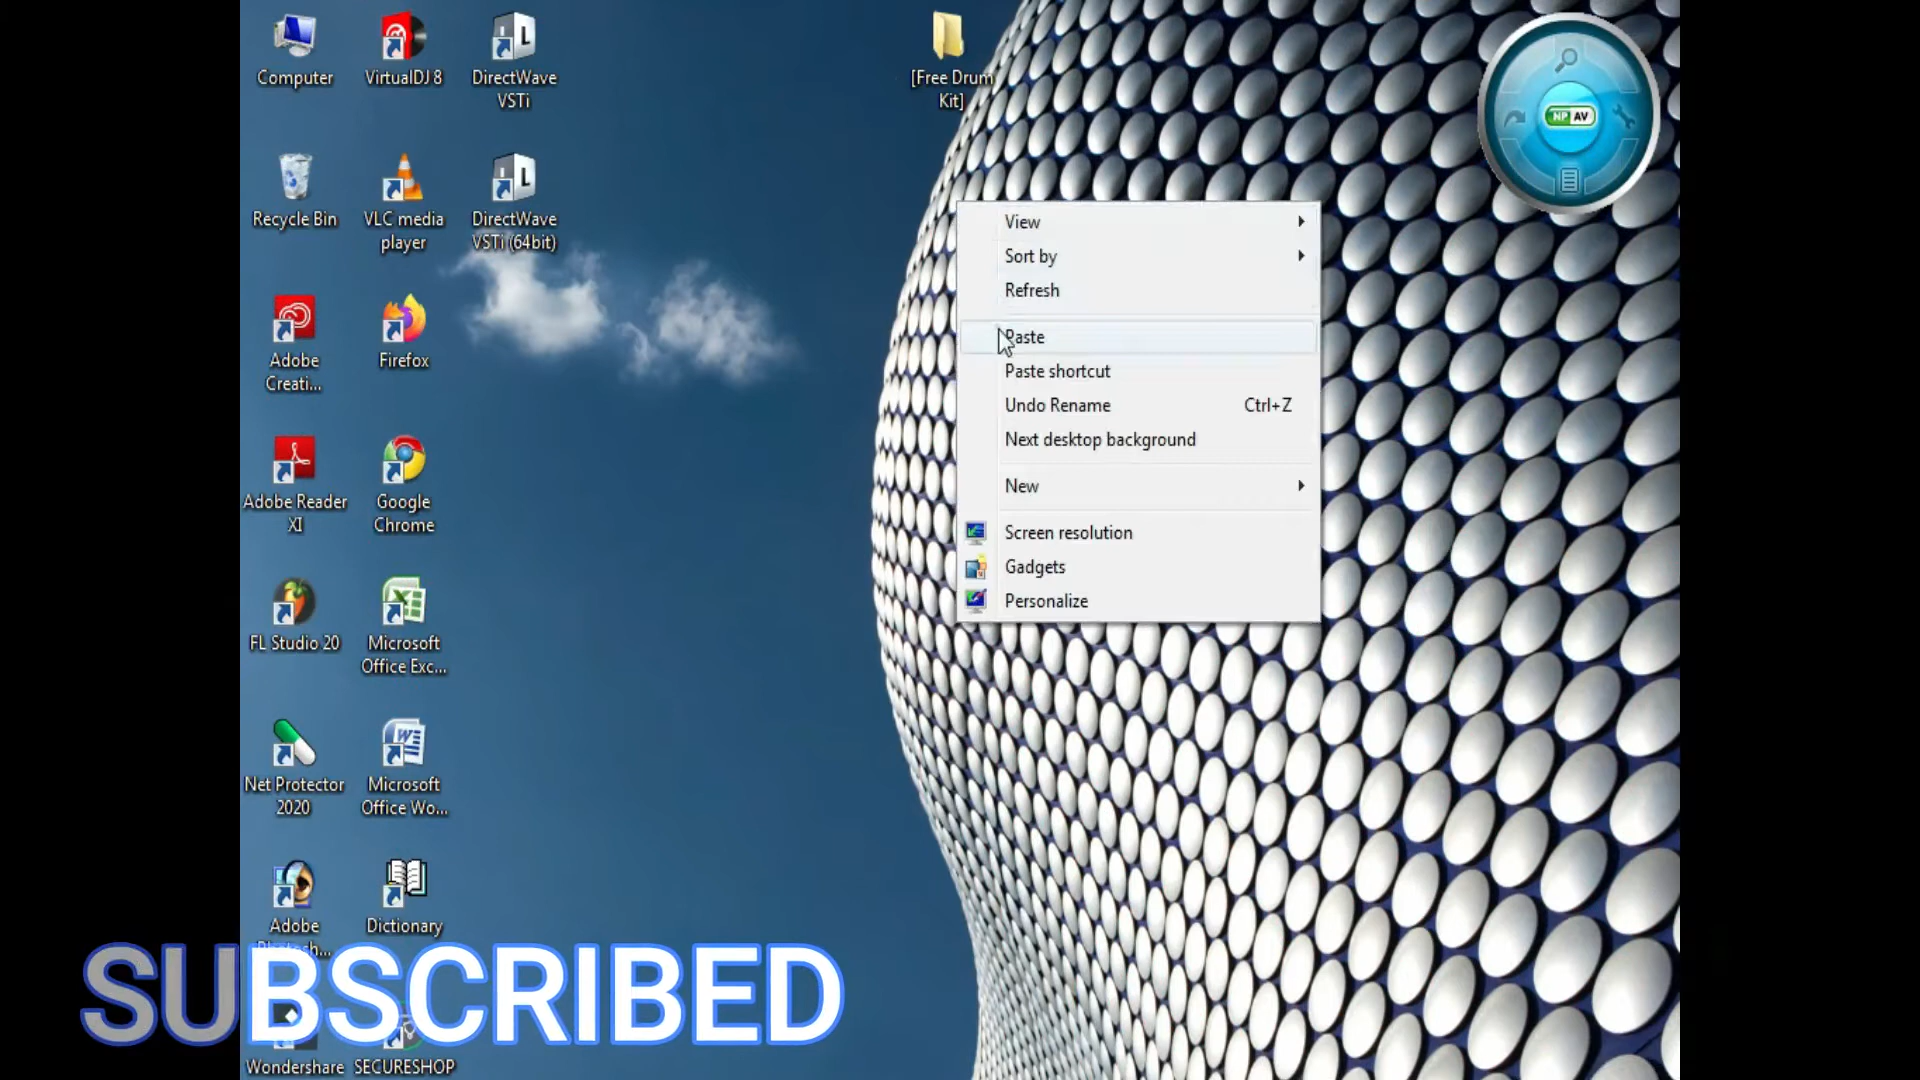 Computer
VirtualDJ 8
DirectWave
VSTi
[Free Drum
Kit]
NP AV
Recycle Bin
VLC media
player
DirectWave
VSTi (64bit)
View
Sort by
Refresh
Paste
Paste shortcut
Undo Rename Ctrl+Z
Next desktop background
New
Screen resolution
Gadgets
Personalize
Adobe
Creati...
Firefox
Adobe Reader
XI
Google
Chrome
FL Studio 20
Microsoft
Office Exc...
Net Protector
2020
Microsoft
Office Wo...
Adobe
Dictionary
SUBSCRIBED
Wondershare
SECURESHOP